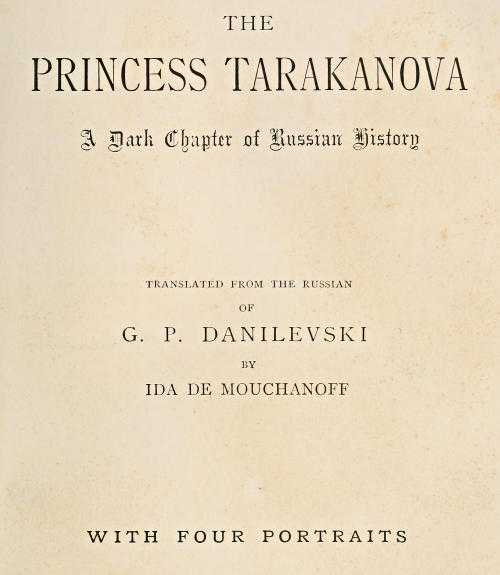 THE
PRINCESS TARAKANOVA
A Dark Chapter of Russian History
TRANSLATED FROM THE RUSSIAN
OF
G. P. DANILEVSKI
BY
IDA DE MOUCHANOFF
WITH FOUR PORTRAITS